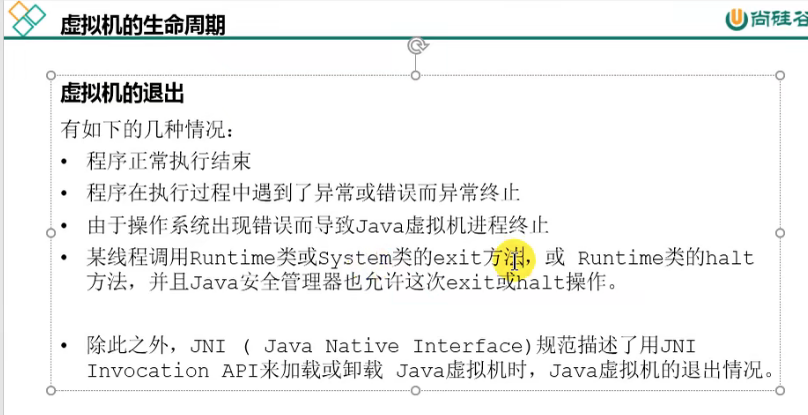 虚拟机的生命周期
尚硅谷
虚拟机的退出
有如下的几种情况：
• 程序正常执行结束
• 程序在执行过程中遇到了异常或错误而异常终止
• 由于操作系统出现错误而导致Java虚拟机进程终止
• 某线程调用Runtime类或System类的exit方法，或 Runtime类的halt
方法，并且Java安全管理器也允许这次exit或halt操作。
• 除此之外，JNI ( Java Native Interface)规范描述了用JNI
Invocation API来加载或卸载 Java虚拟机时，Java虚拟机的退出情况。